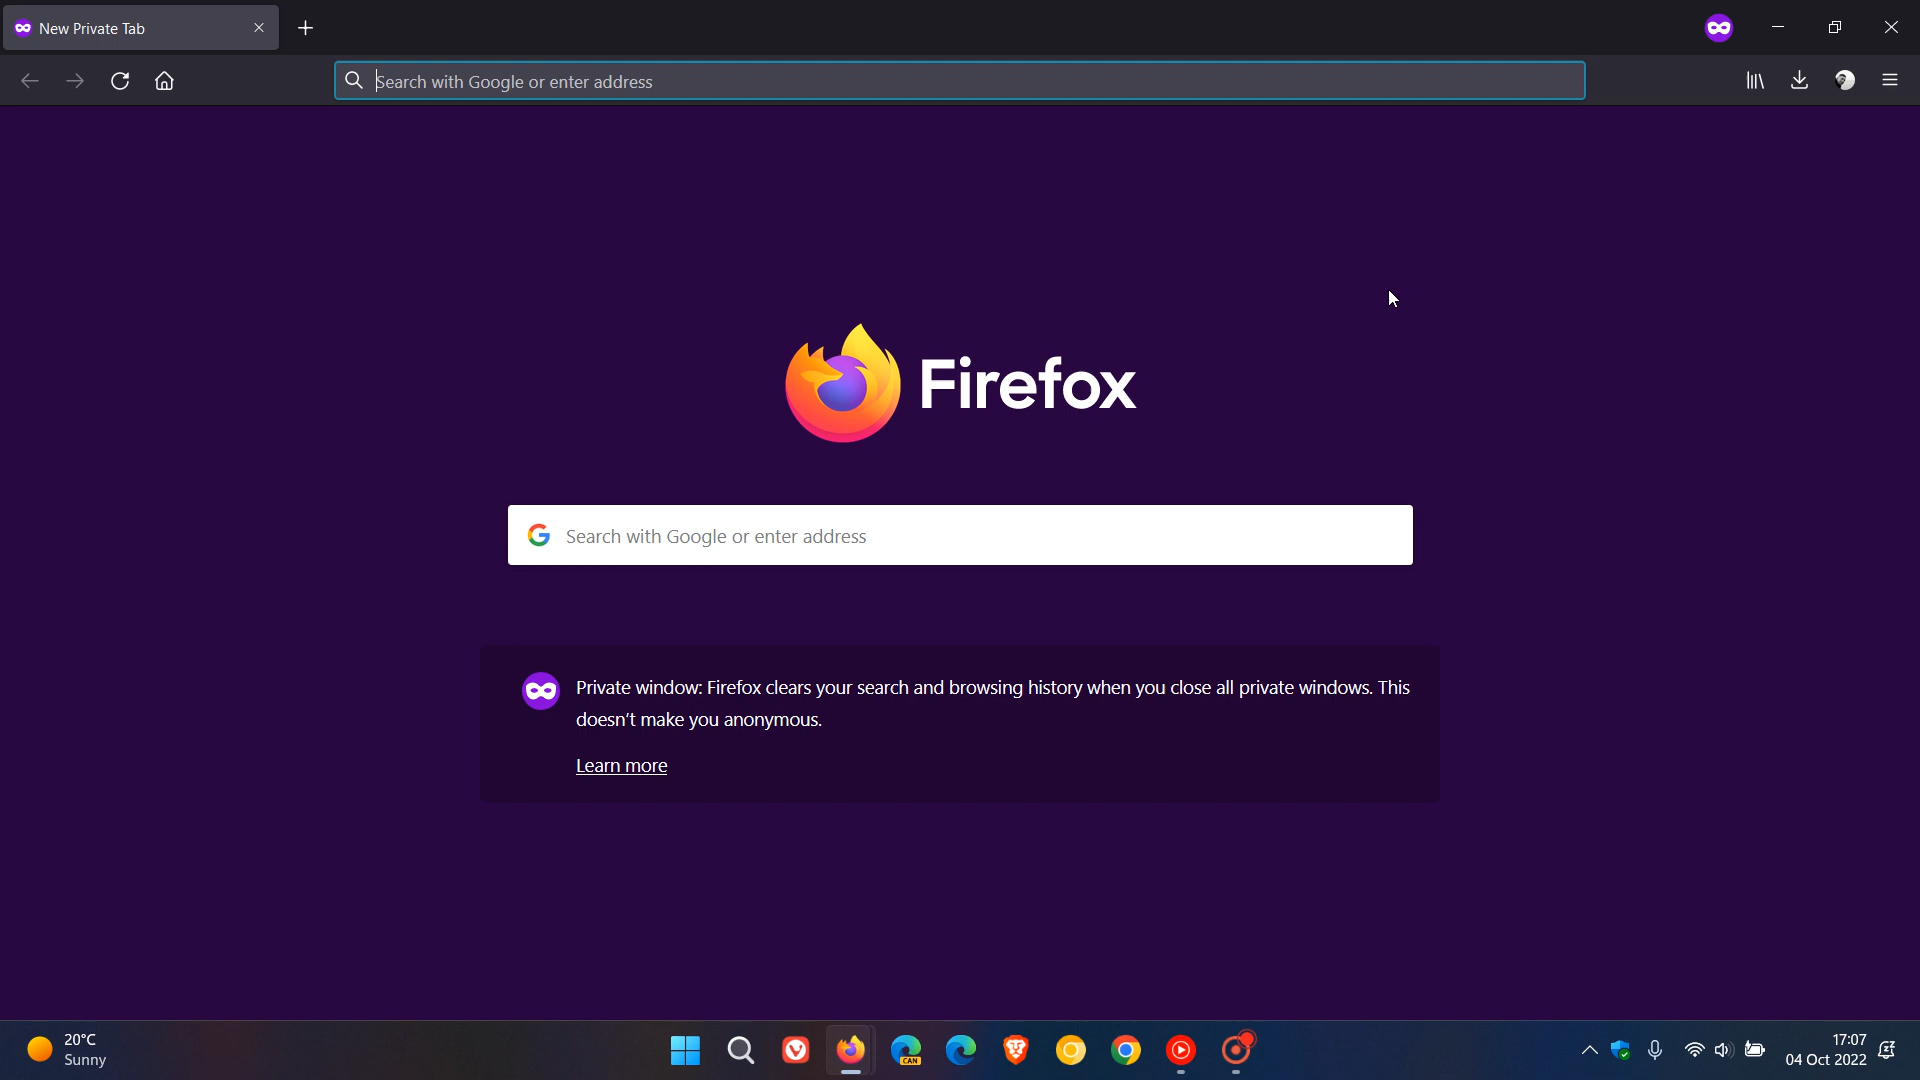 New Private Tab
Search with Google or enter address
Firefox
Search with Google or enter address
Private window: Firefox clears your search and browsing history when you close all private windows. This
doesn't make you anonymous.
Learn more
20°C
Sunny
CAN
17:07
04 Oct 2022